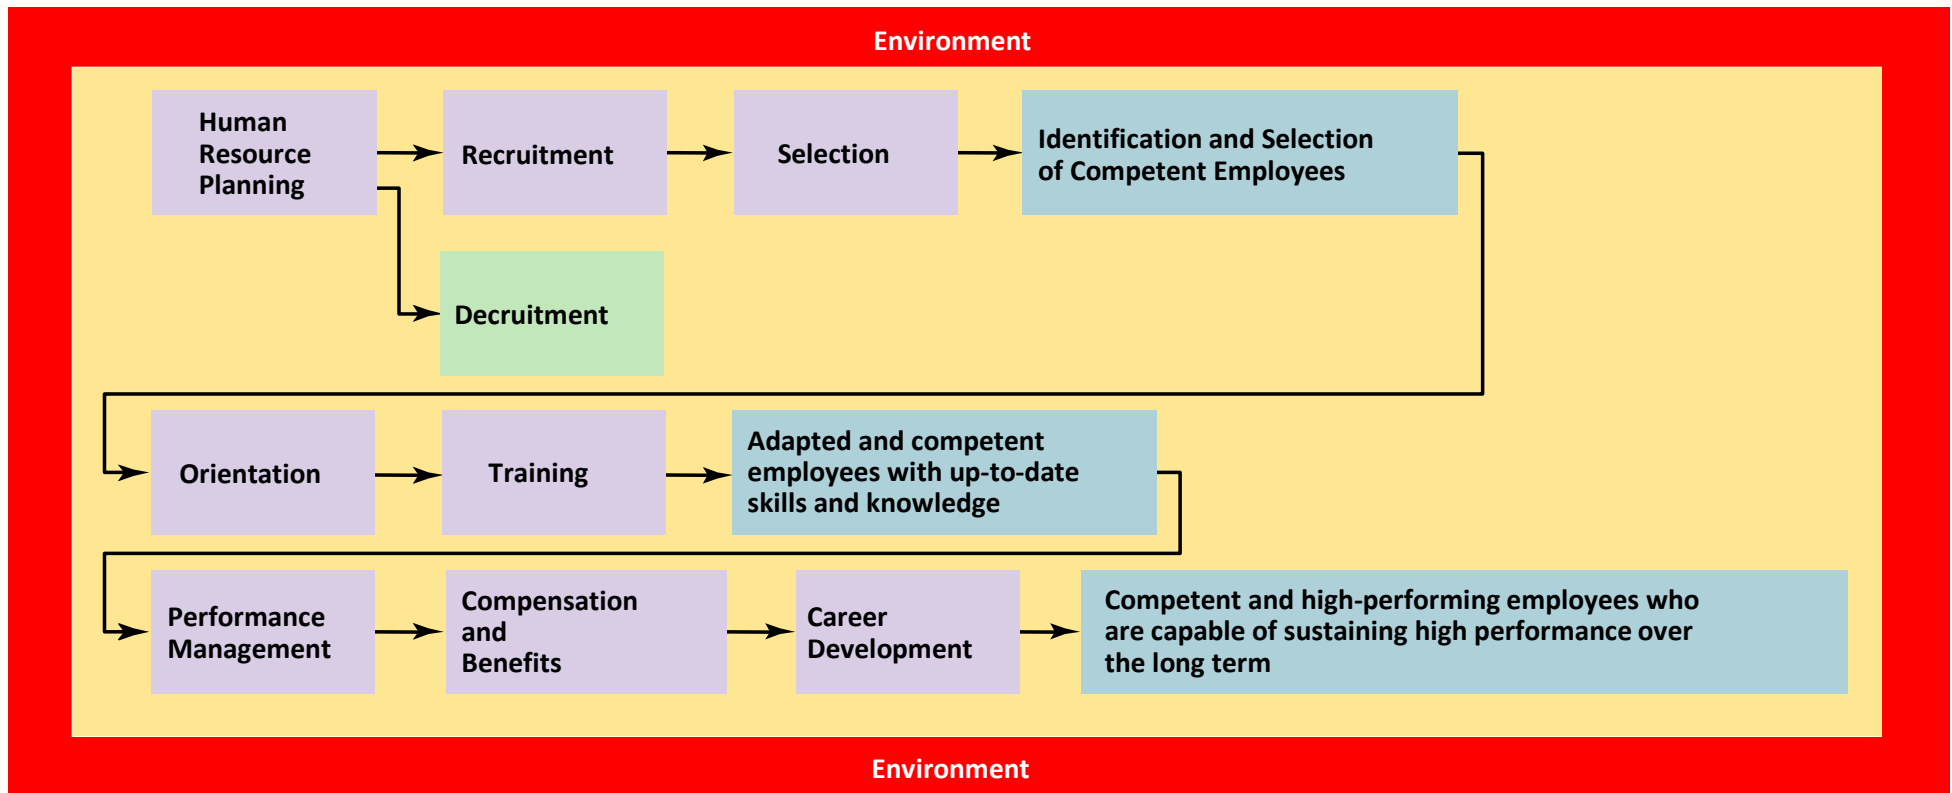 Environment
Human
Resource
Planning
Recruitment
Selection
Identification and Selection
of Competent Employees
Decruitment
Orientation
Training
Adapted and competent
employees with up-to-date
skills and knowledge
Performance
Management
Compensation
and
Benefits
Career
Development
Competent and high-performing employees who
are capable of sustaining high performance over
the long term
Environment